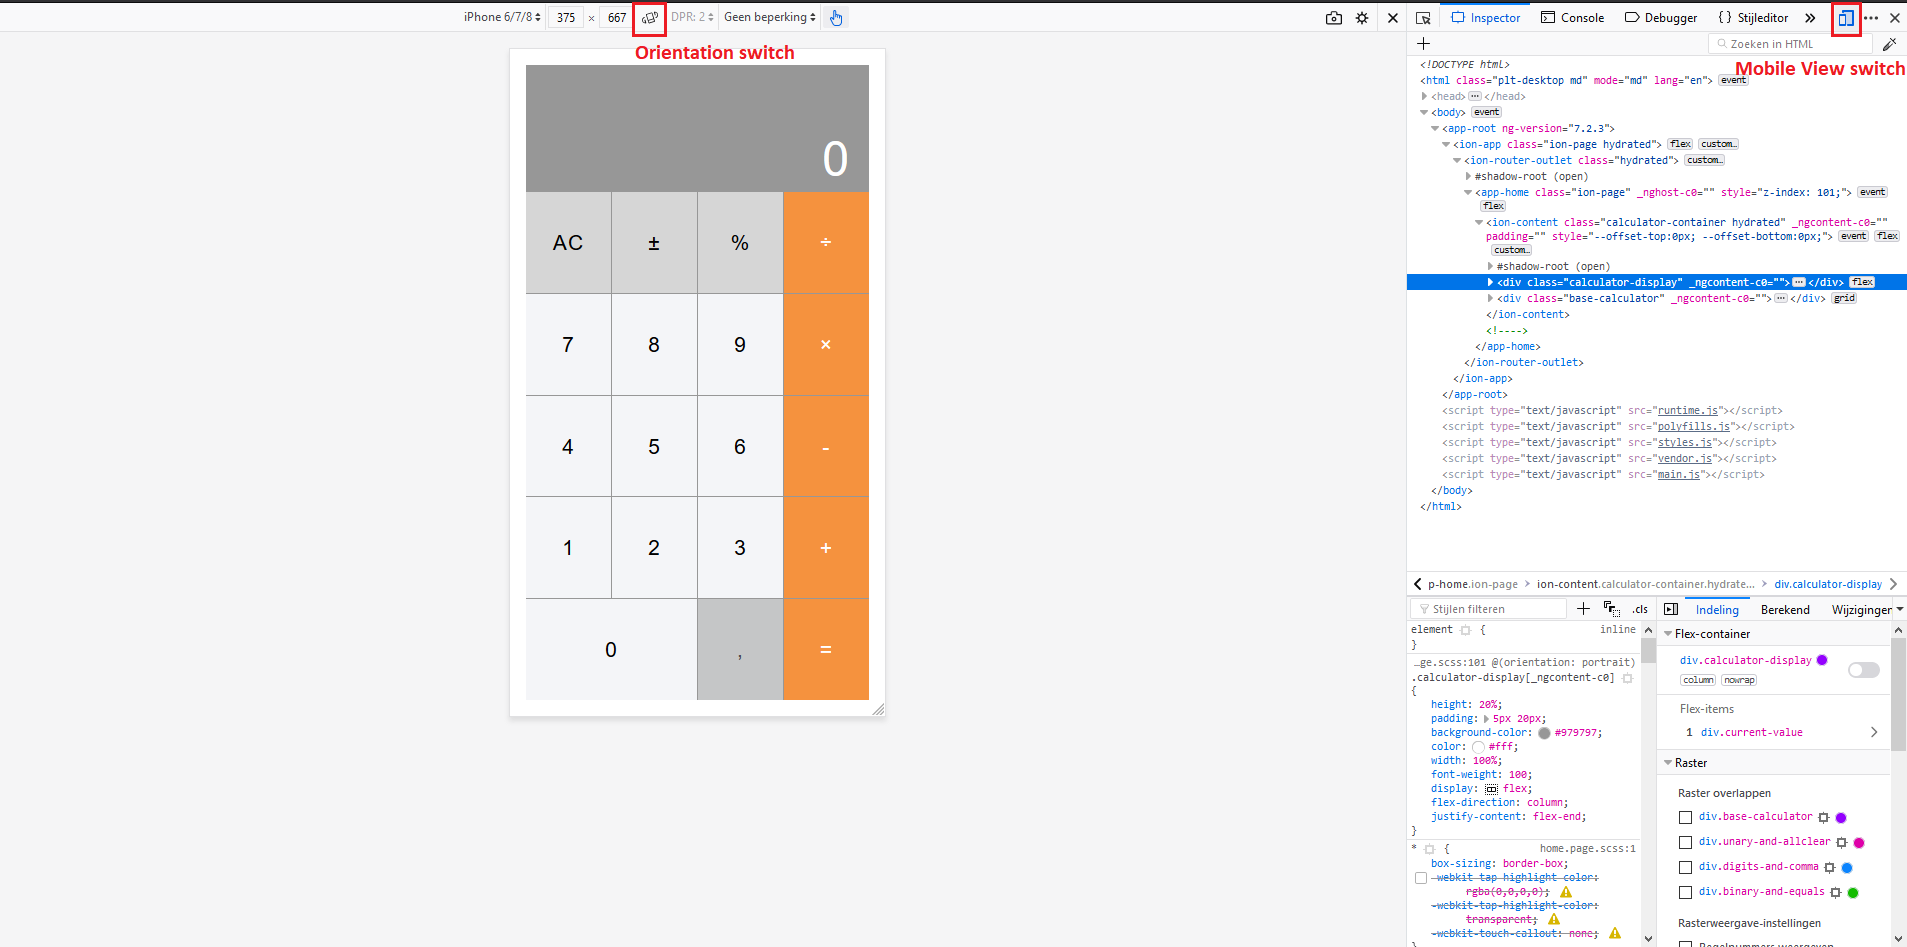 iPhone 6/7/8 375 × 667 DPR: 2 Geen beperking
Orientation switch
0
AC ± % ÷
7 8 9 ×
4 5 6 -
1 2 3 +
0 , =
Inspector Console Debugger { } Stijleditor
Zoeken in HTML
Mobile View switch
<!DOCTYPE html>
<html class="plt-desktop md" mode="md" lang="en"> event
<head> ⋯ </head>
<body> event
<app-root ng-version="7.2.3">
<ion-app class="ion-page hydrated"> flex custom…
<ion-router-outlet class="hydrated"> custom…
#shadow-root (open)
<app-home class="ion-page" _nghost-c0="" style="z-index: 101;"> event
flex
<ion-content class="calculator-container hydrated" _ngcontent-c0=""
padding="" style="--offset-top:0px; --offset-bottom:0px;"> event flex
custom…
#shadow-root (open)
<div class="calculator-display" _ngcontent-c0=""> ⋯ </div> flex
<div class="base-calculator" _ngcontent-c0=""> ⋯ </div> grid
</ion-content>
<!---->
</app-home>
</ion-router-outlet>
</ion-app>
</app-root>
<script type="text/javascript" src="runtime.js"></script>
<script type="text/javascript" src="polyfills.js"></script>
<script type="text/javascript" src="styles.js"></script>
<script type="text/javascript" src="vendor.js"></script>
<script type="text/javascript" src="main.js"></script>
</body>
</html>
p-home.ion-page > ion-content.calculator-container.hydrate… > div.calculator-display
Stijlen filteren + .cls
element { inline
}
…ge.scss:101 @(orientation: portrait)
.calculator-display[_ngcontent-c0]
{
height: 20%;
padding: 5px 20px;
background-color: #979797;
color: #fff;
width: 100%;
font-weight: 100;
display: flex;
flex-direction: column;
justify-content: flex-end;
}
* { home.page.scss:1
box-sizing: border-box;
-webkit-tap-highlight-color:
rgba(0,0,0,0);
-webkit-tap-highlight-color:
transparent;
-webkit-touch-callout: none;
Indeling Berekend Wijzigingen
Flex-container
div.calculator-display
column nowrap
Flex-items
1 div.current-value
Raster
Raster overlappen
div.base-calculator
div.unary-and-allclear
div.digits-and-comma
div.binary-and-equals
Rasterweergave-instellingen
Regelnummers weergeven